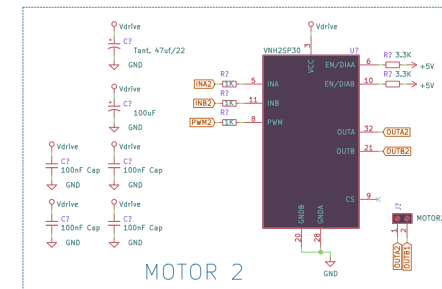 Vdrive
C?
Tant. 47uf/22
GND
Vdrive
C?
100uF
GND
Vdrive
C?
100nF Cap
GND
Vdrive
C?
100nF Cap
GND
Vdrive
C?
100nF Cap
GND
Vdrive
C?
100nF Cap
GND
Vdrive
VNH2SP30
U?
3
VCC
INA2
R?
1K
5
INA
INB2
R?
1K
11
INB
PWM2
R?
1K
8
PWM
EN/DIAA
6
R? 3.3K
+5V
EN/DIAB
10
R? 3.3K
+5V
OUTA
32
OUTA2
OUTB
21
OUTB2
CS
9
GNDB
GNDA
20
28
GND
J?
MOTOR2
1
2
OUTA2
OUTB1
MOTOR 2